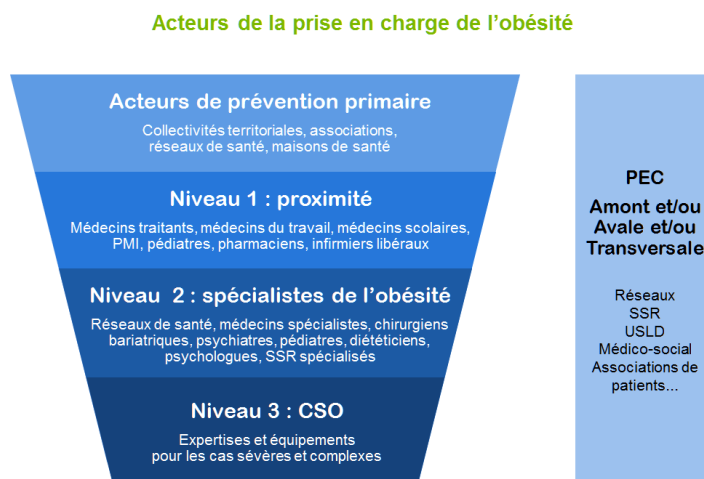 Acteurs de la prise en charge de l’obésité
Acteurs de prévention primaire
Collectivités territoriales, associations,
réseaux de santé, maisons de santé
Niveau 1 : proximité
Médecins traitants, médecins du travail, médecins scolaires,
PMI, pédiatres, pharmaciens, infirmiers libéraux
Niveau 2 : spécialistes de l’obésité
Réseaux de santé, médecins spécialistes, chirurgiens
bariatriques, psychiatres, pédiatres, diététiciens,
psychologues, SSR spécialisés
Niveau 3 : CSO
Expertises et équipements
pour les cas sévères et complexes
PEC
Amont et/ou
Avale et/ou
Transversale
Réseaux
SSR
USLD
Médico-social
Associations de
patients...